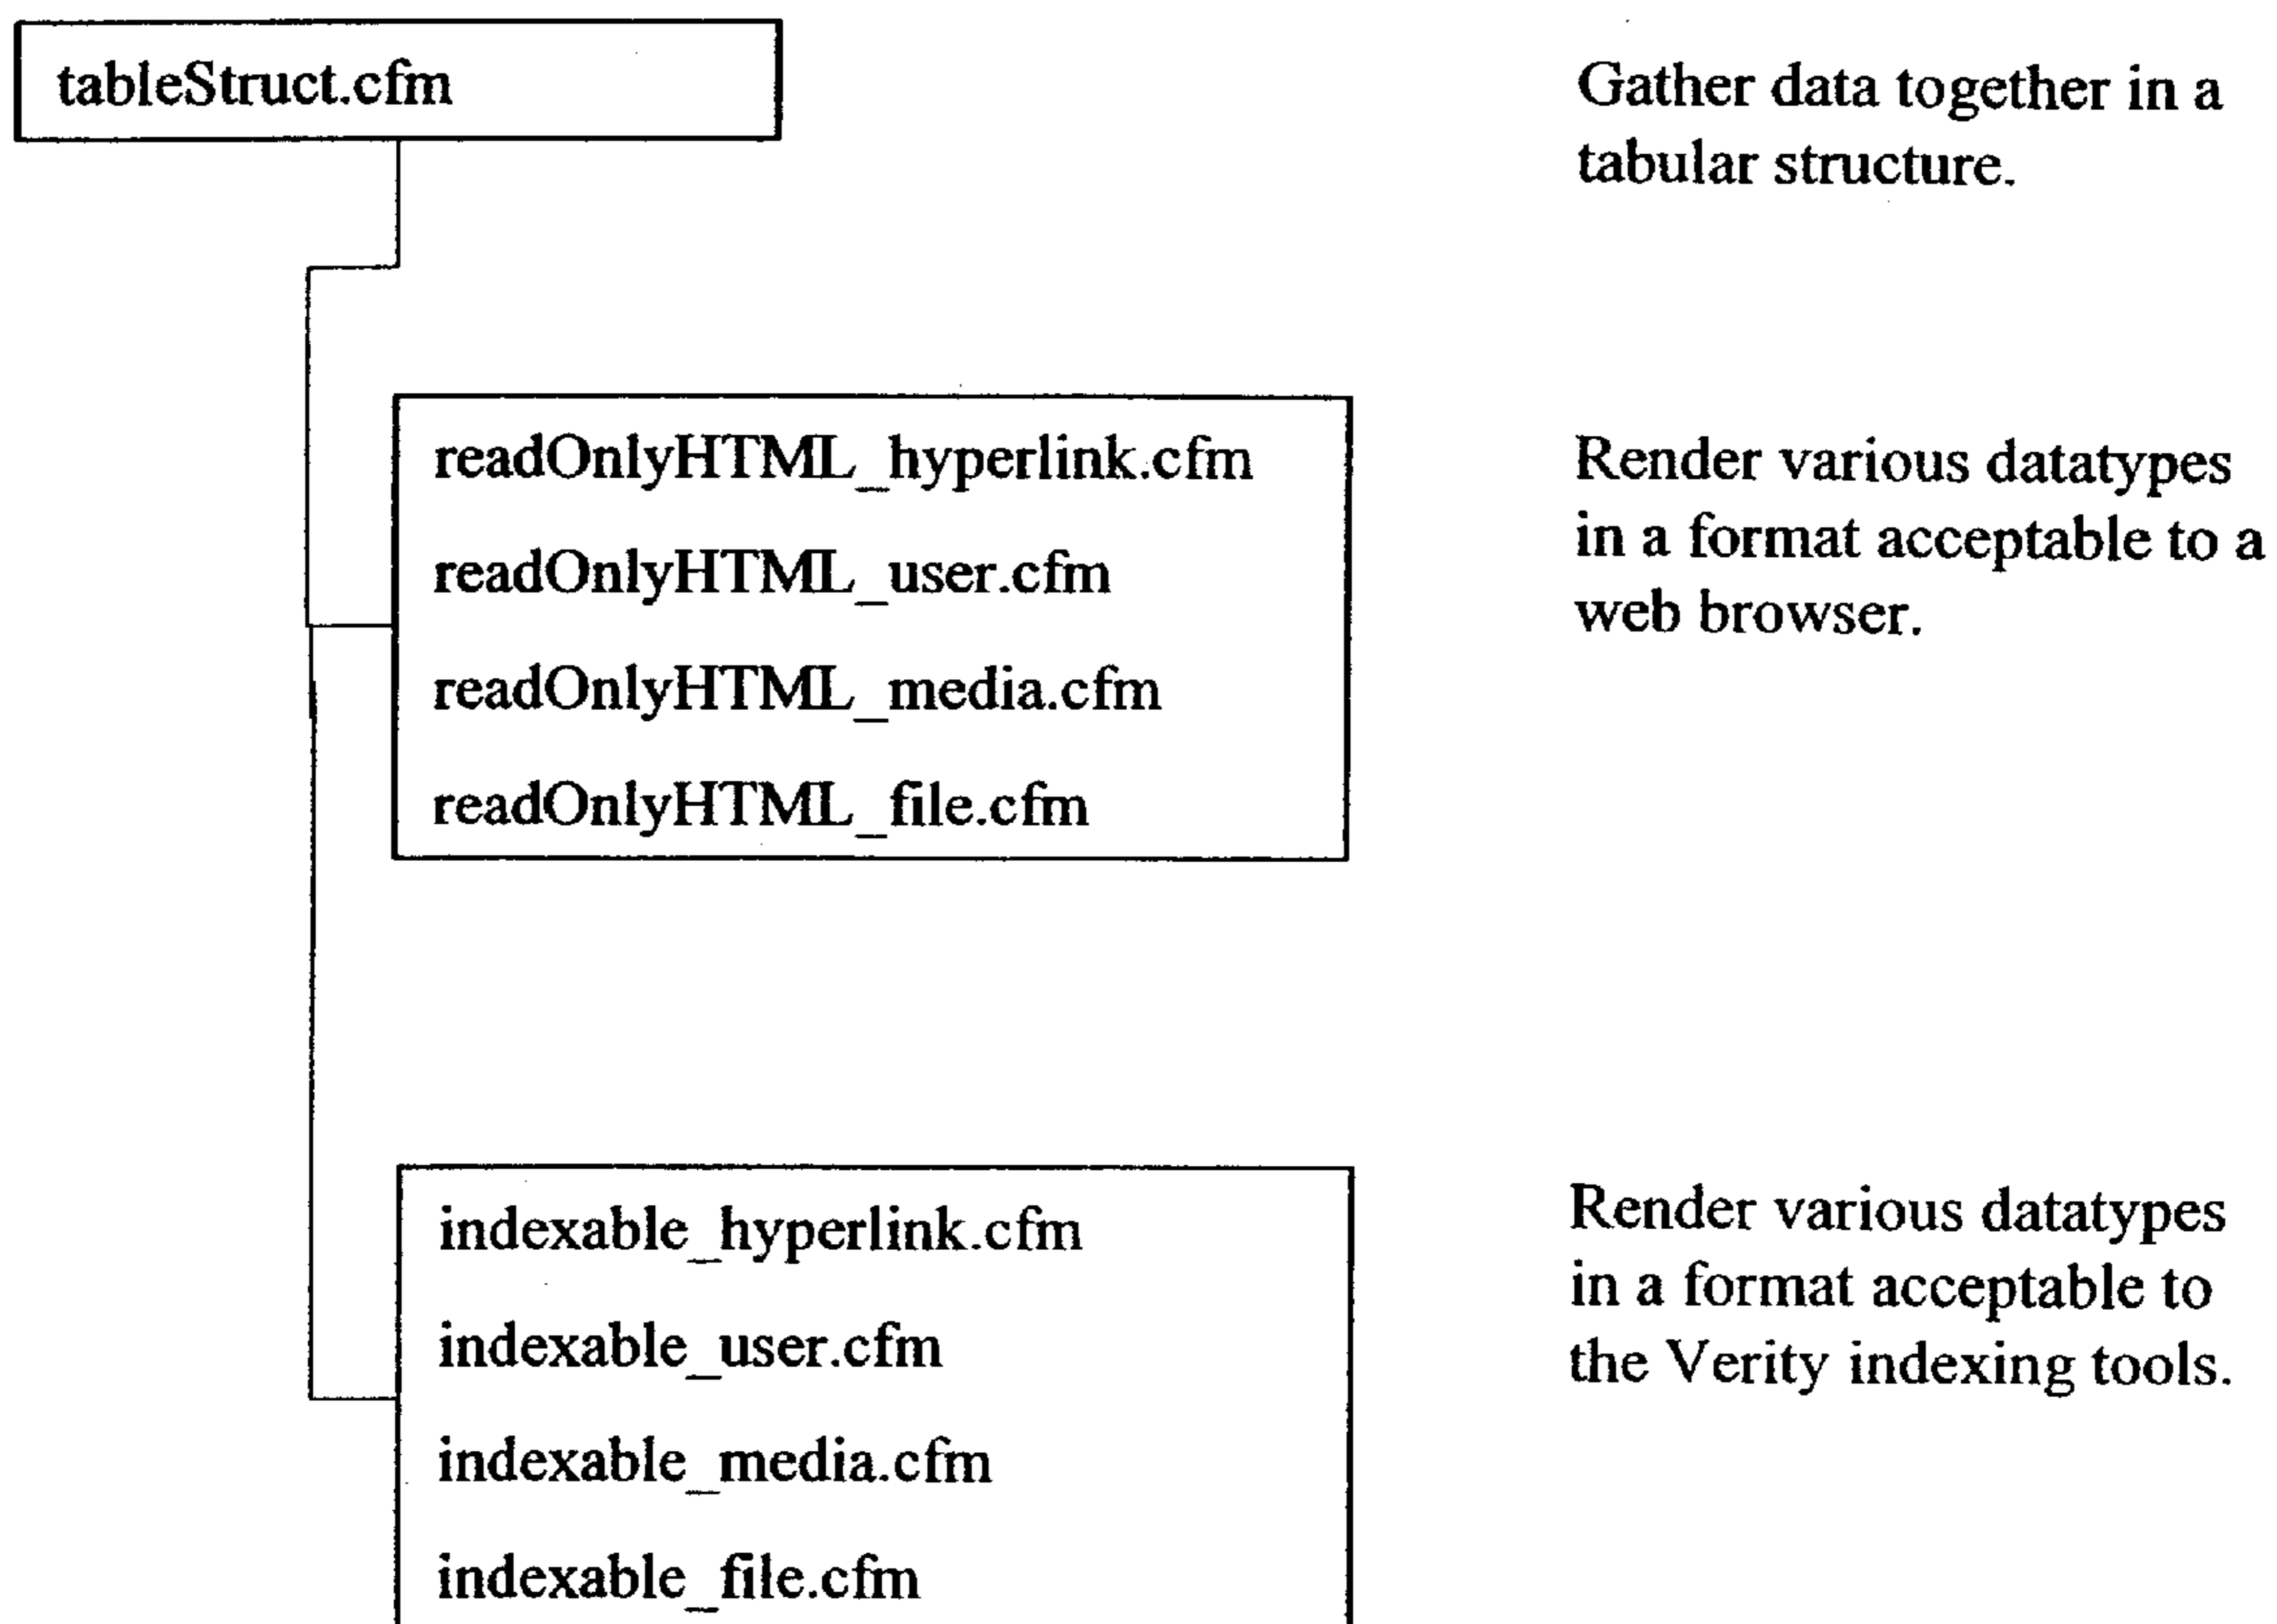 tableStruct.cfm
Gather data together in a
tabular structure.
readOnlyHTML_hyperlink.cfm
readOnlyHTML_user.cfm
readOnlyHTML_media.cfm
readOnlyHTML_file.cfm
Render various datatypes
in a format acceptable to a
web browser.
indexable_hyperlink.cfm
indexable_user.cfm
indexable_media.cfm
indexable_file.cfm
Render various datatypes
in a format acceptable to
the Verity indexing tools.